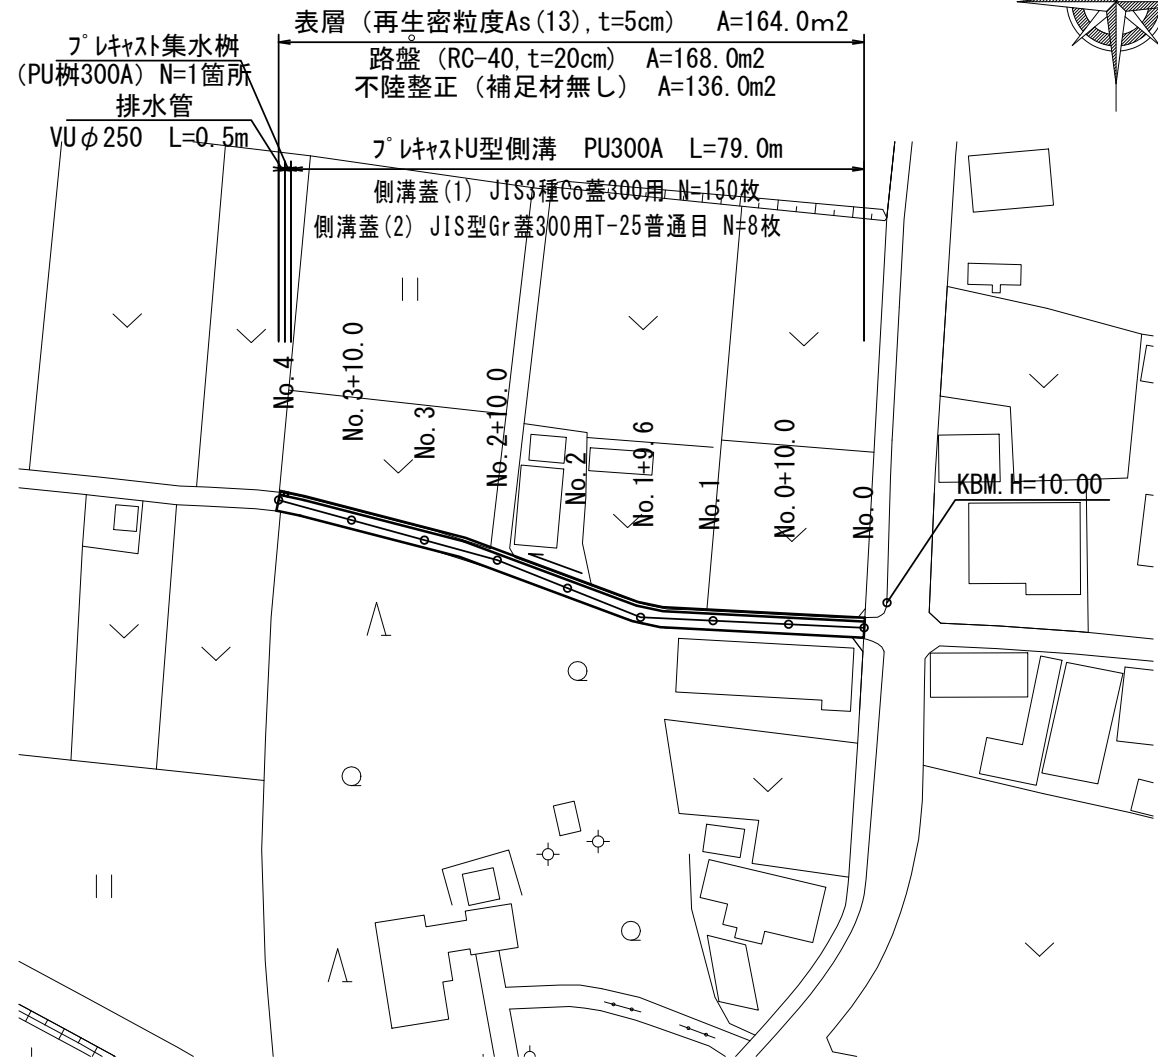 表層（再生密粒度As(13),t=5cm） A=164.0m2
路盤（RC-40,t=20cm） A=168.0m2
不陸整正（補足材無し） A=136.0m2
プレキャスト集水桝
(PU桝300A) N=1箇所
排水管
VUφ250 L=0.5m
プレキャストU型側溝 PU300A L=79.0m
側溝蓋(1) JIS3種Co蓋300用 N=150枚
側溝蓋(2) JIS型Gr蓋300用T-25普通目 N=8枚
No.4
No.3+10.0
No.3
No.2+10.0
No.2
No.1+9.6
No.1
No.0+10.0
No.0
KBM.H=10.00